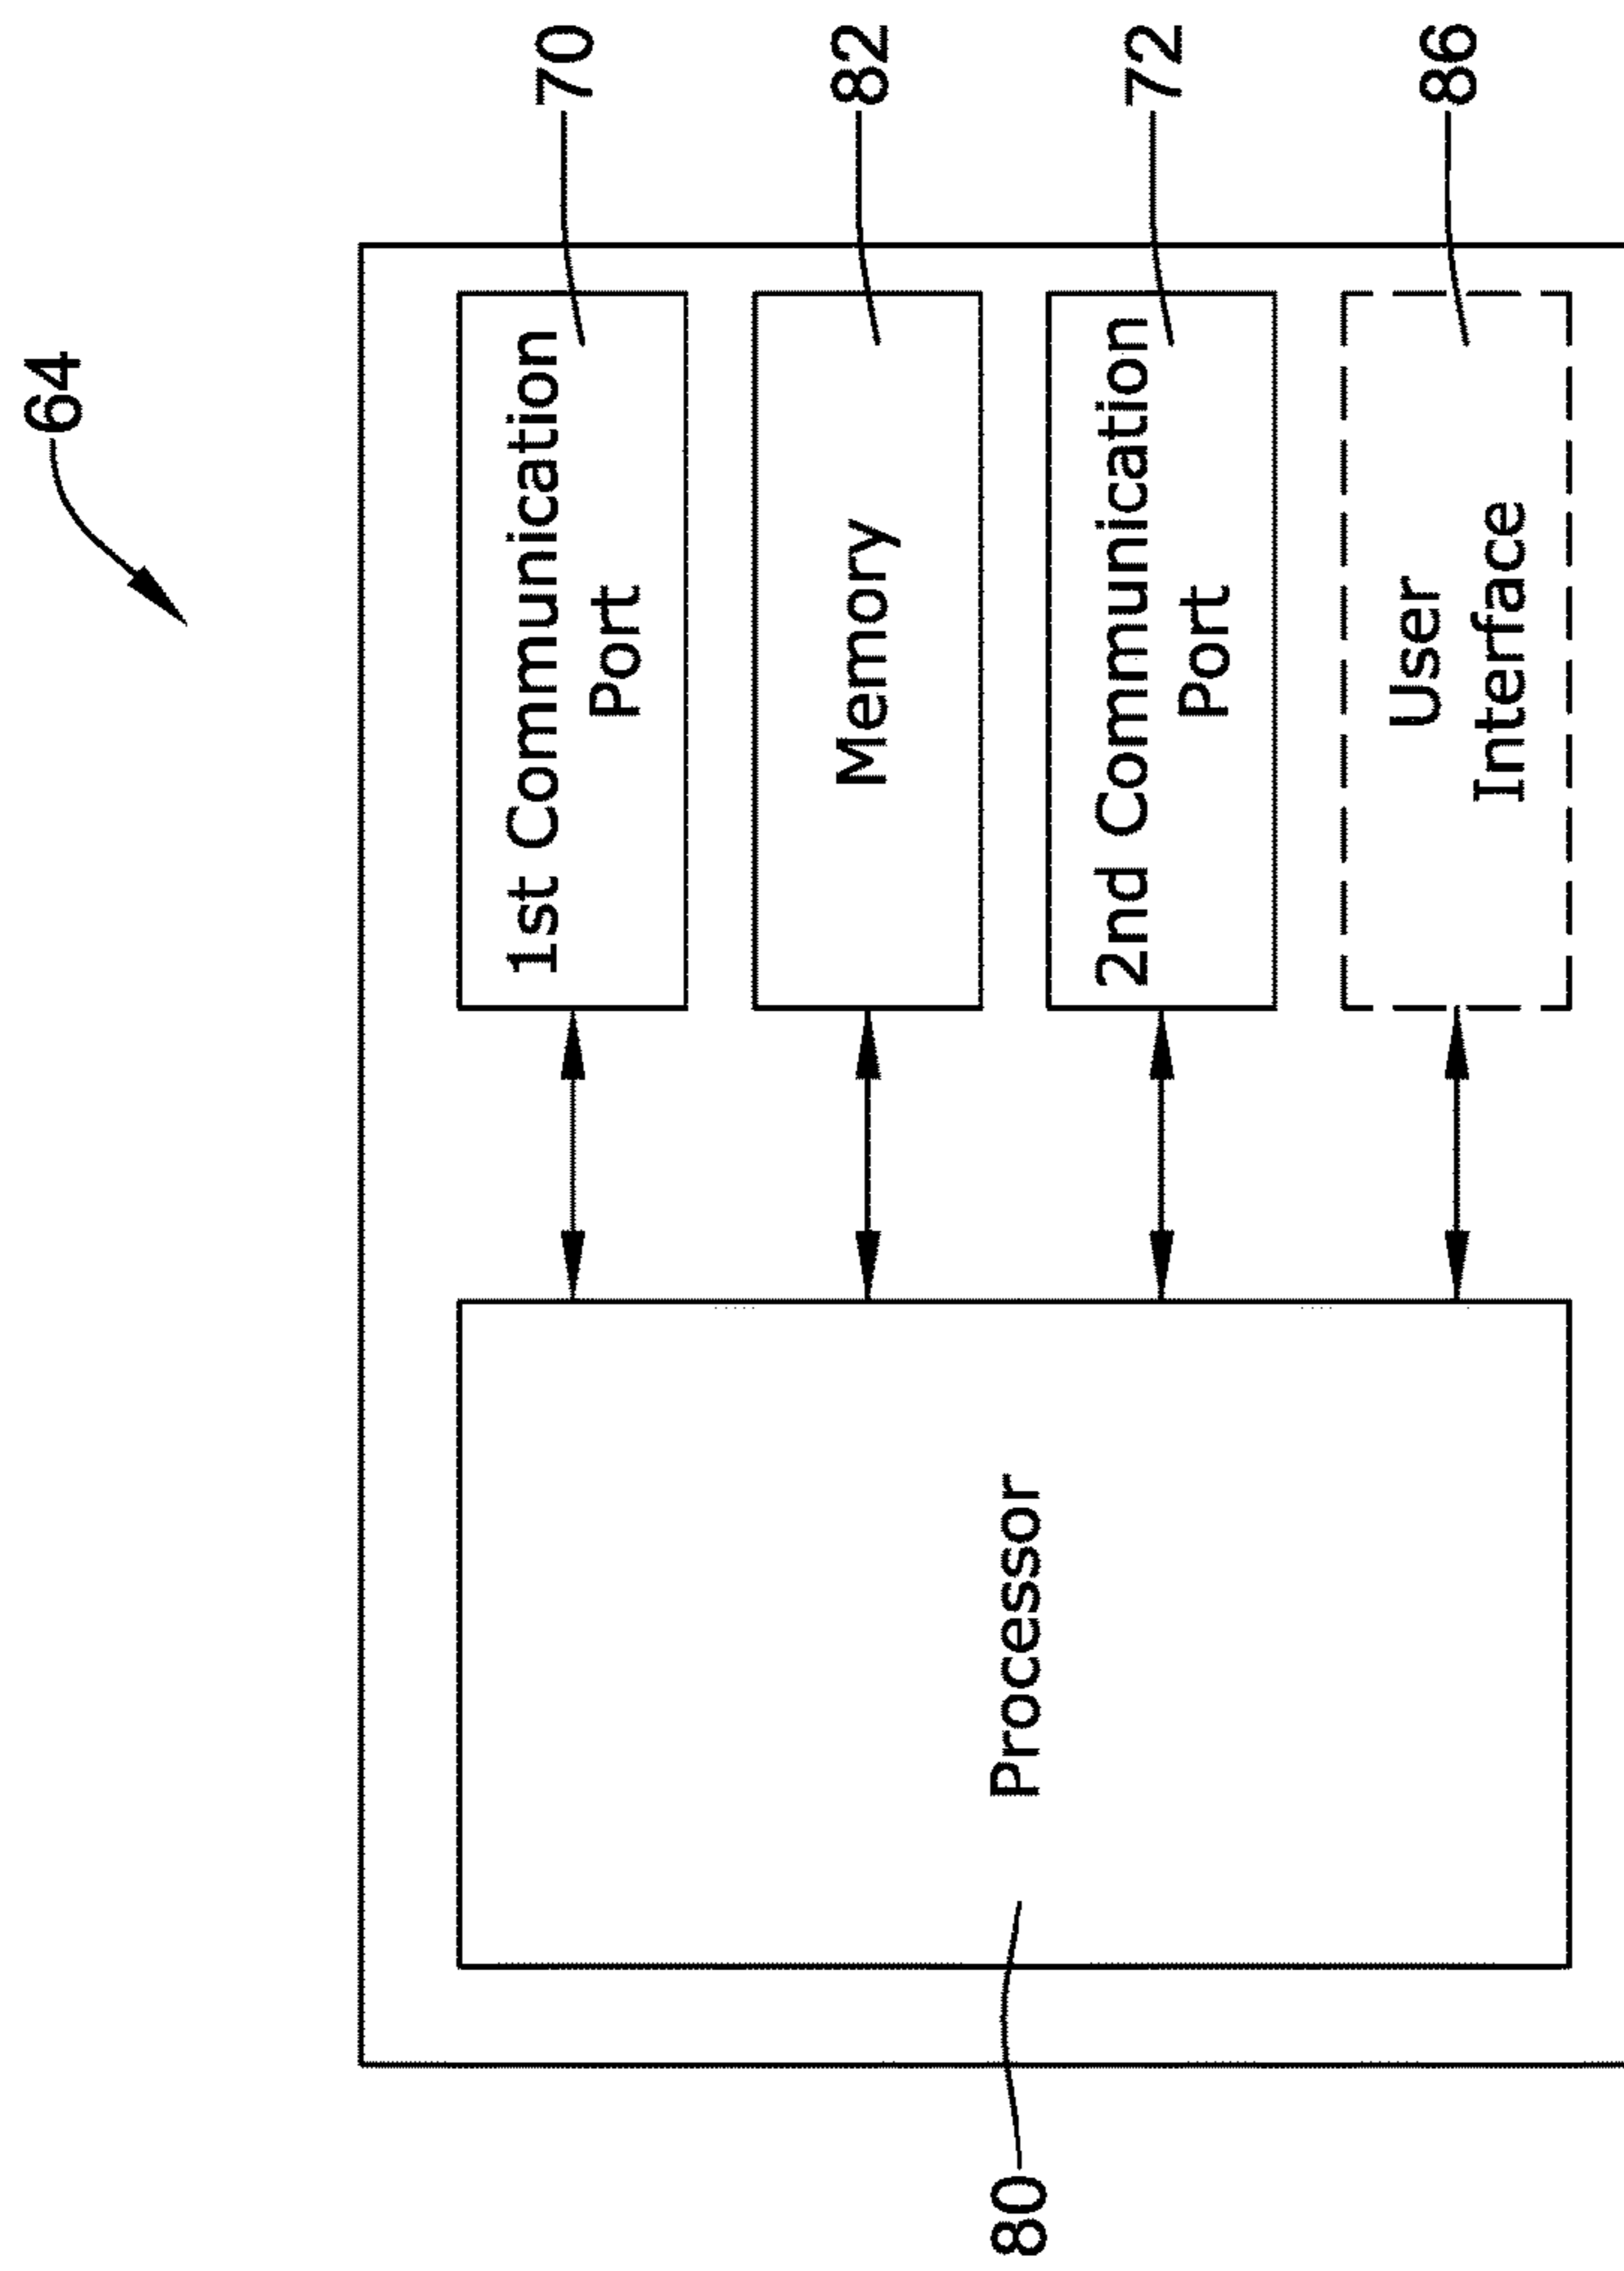 64
1st Communication
Port
70
Memory
82
2nd Communication
Port
72
User
Interface
86
Processor
80